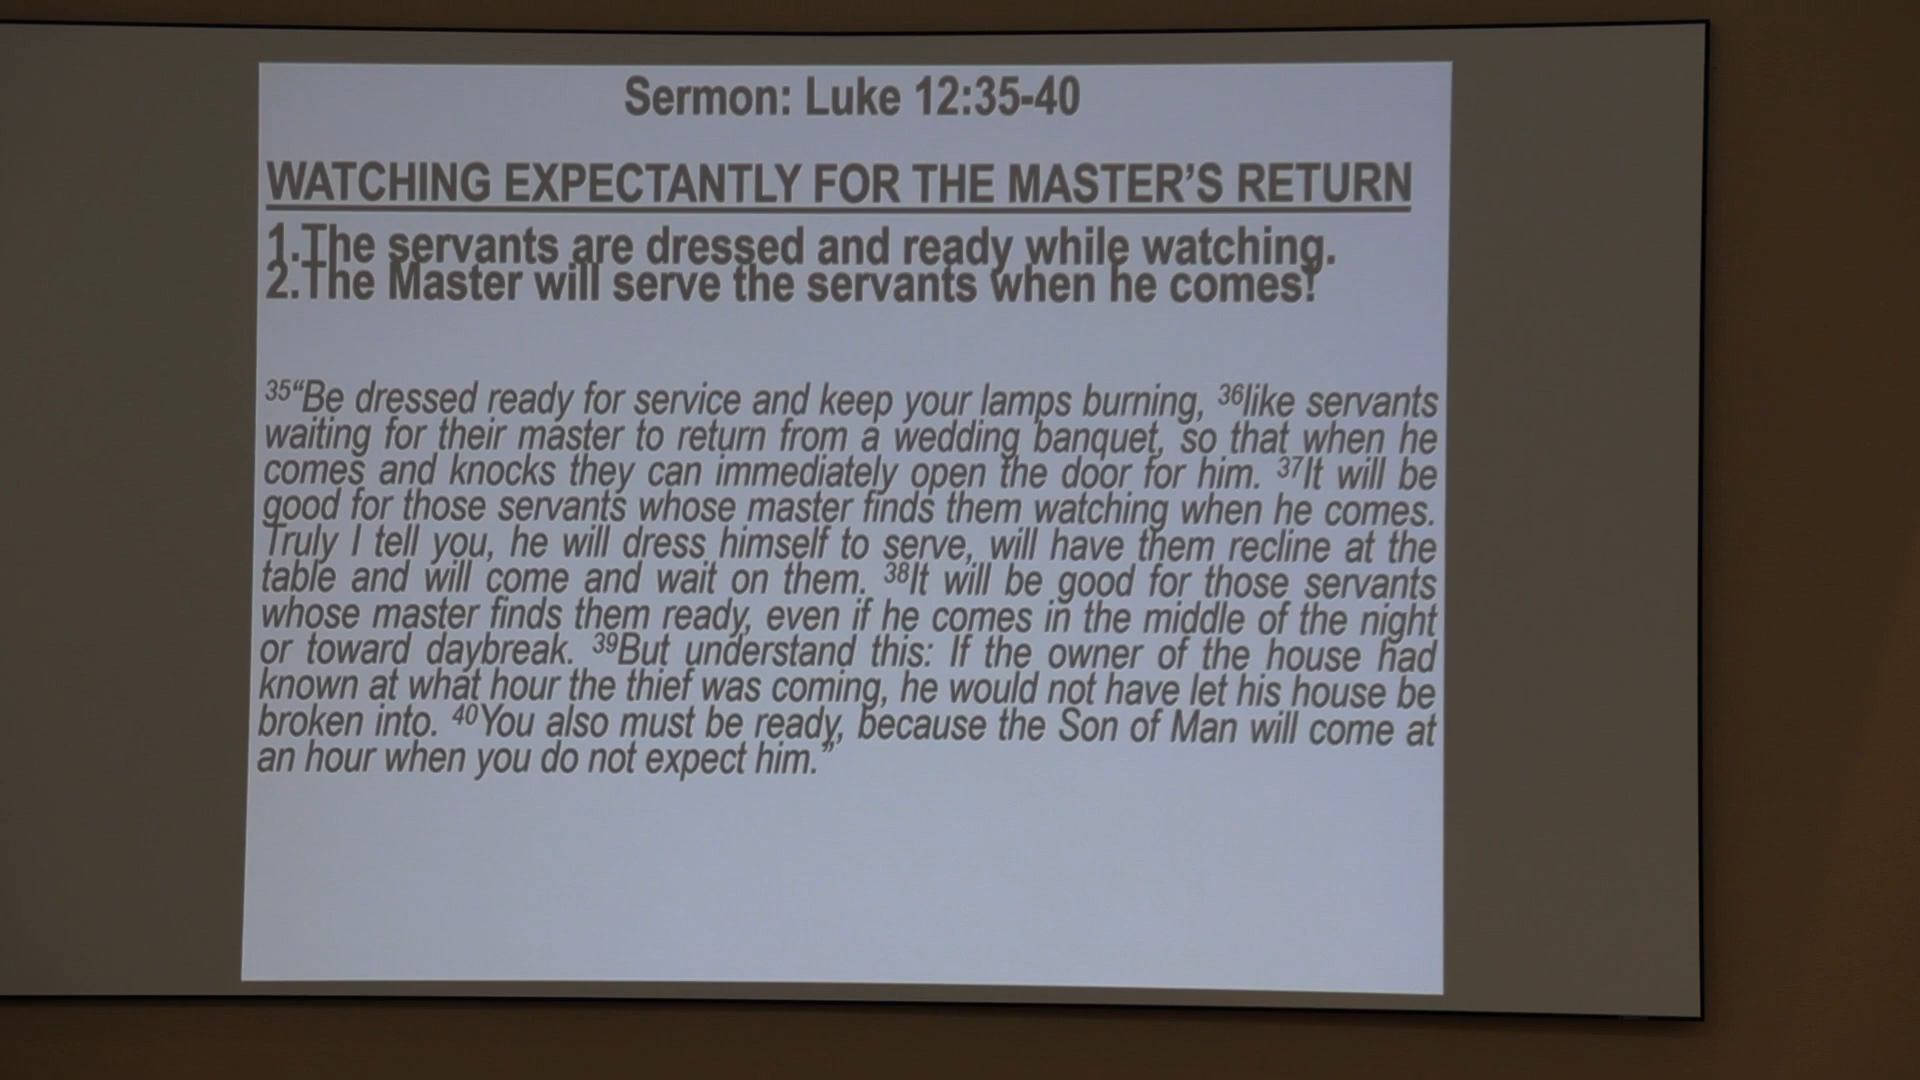 Sermon: Luke 12:35-40
WATCHING EXPECTANTLY FOR THE MASTER'S RETURN
1.The servants are dressed and ready while watching.
2.The Master will serve the servants when he comes!
35“Be dressed ready for service and keep your lamps burning, 36like servants
waiting for their master to return from a wedding banquet, so that when he
comes and knocks they can immediately open the door for him. 37It will be
good for those servants whose master finds them watching when he comes.
Truly I tell you, he will dress himself to serve, will have them recline at the
table and will come and wait on them. 38It will be good for those servants
whose master finds them ready, even if he comes in the middle of the night
or toward daybreak. 39But understand this: If the owner of the house had
known at what hour the thief was coming, he would not have let his house be
broken into. 40You also must be ready, because the Son of Man will come at
an hour when you do not expect him.”